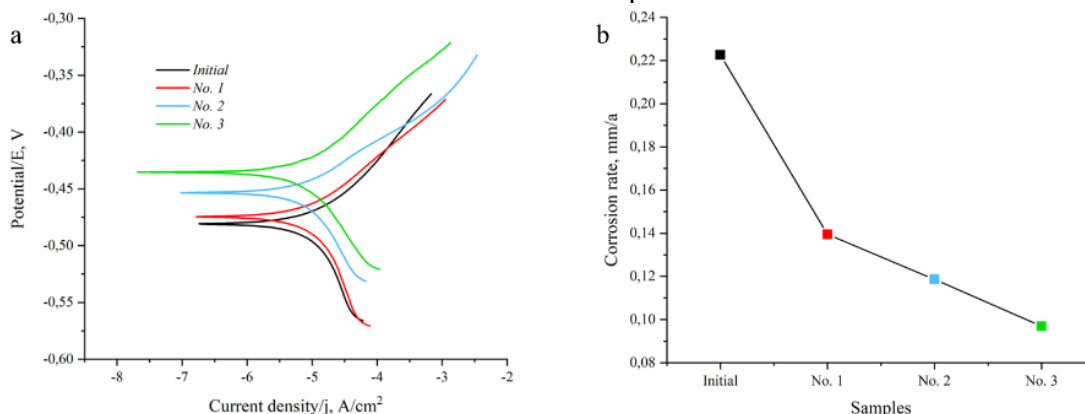 a
-0,30
-0,35
-0,40
-0,45
-0,50
-0,55
-0,60
Potential/E, V
Initial
No. 1
No. 2
No. 3
-8 -7 -6 -5 -4 -3 -2
Current density/j, A/cm²
b
0,24
0,22
0,20
0,18
0,16
0,14
0,12
0,10
0,08
Corrosion rate, mm/a
Initial No. 1 No. 2 No. 3
Samples